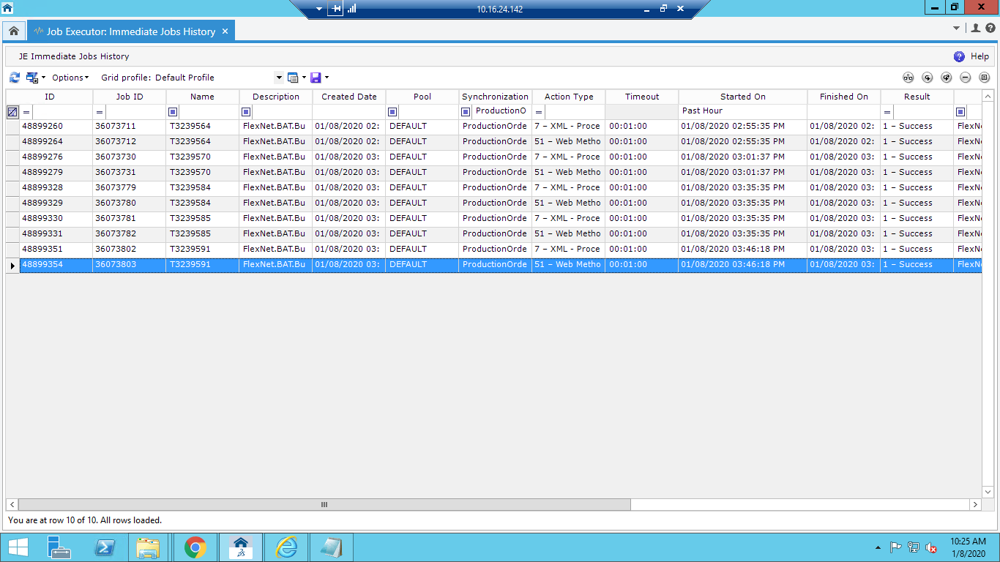 10.16.24.142
Job Executor: Immediate Jobs History ×
JE Immediate Jobs History Help
Options Grid profile: Default Profile
ID Job ID Name Description Created Date Pool Synchronization Action Type Timeout Started On Finished On Result
= = ProductionO = Past Hour =
48899260 36073711 T3239564 FlexNet.BAT.Bu 01/08/2020 02: DEFAULT ProductionOrde 7 – XML - Proce 00:01:00 01/08/2020 02:55:35 PM 01/08/2020 02: 1 – Success FlexNe
48899264 36073712 T3239564 FlexNet.BAT.Bu 01/08/2020 02: DEFAULT ProductionOrde 51 – Web Metho 00:01:00 01/08/2020 02:55:35 PM 01/08/2020 02: 1 – Success FlexNe
48899276 36073730 T3239570 FlexNet.BAT.Bu 01/08/2020 03: DEFAULT ProductionOrde 7 – XML - Proce 00:01:00 01/08/2020 03:01:37 PM 01/08/2020 03: 1 – Success FlexNe
48899279 36073731 T3239570 FlexNet.BAT.Bu 01/08/2020 03: DEFAULT ProductionOrde 51 – Web Metho 00:01:00 01/08/2020 03:01:37 PM 01/08/2020 03: 1 – Success FlexNe
48899328 36073779 T3239584 FlexNet.BAT.Bu 01/08/2020 03: DEFAULT ProductionOrde 7 – XML - Proce 00:01:00 01/08/2020 03:35:35 PM 01/08/2020 03: 1 – Success FlexNe
48899329 36073780 T3239584 FlexNet.BAT.Bu 01/08/2020 03: DEFAULT ProductionOrde 51 – Web Metho 00:01:00 01/08/2020 03:35:35 PM 01/08/2020 03: 1 – Success FlexNe
48899330 36073781 T3239585 FlexNet.BAT.Bu 01/08/2020 03: DEFAULT ProductionOrde 7 – XML - Proce 00:01:00 01/08/2020 03:35:35 PM 01/08/2020 03: 1 – Success FlexNe
48899331 36073782 T3239585 FlexNet.BAT.Bu 01/08/2020 03: DEFAULT ProductionOrde 51 – Web Metho 00:01:00 01/08/2020 03:35:35 PM 01/08/2020 03: 1 – Success FlexNe
48899351 36073802 T3239591 FlexNet.BAT.Bu 01/08/2020 03: DEFAULT ProductionOrde 7 – XML - Proce 00:01:00 01/08/2020 03:46:18 PM 01/08/2020 03: 1 – Success FlexNe
48899354 36073803 T3239591 FlexNet.BAT.Bu 01/08/2020 03: DEFAULT ProductionOrde 51 – Web Metho 00:01:00 01/08/2020 03:46:18 PM 01/08/2020 03: 1 – Success FlexNe
You are at row 10 of 10. All rows loaded.
10:25 AM
1/8/2020